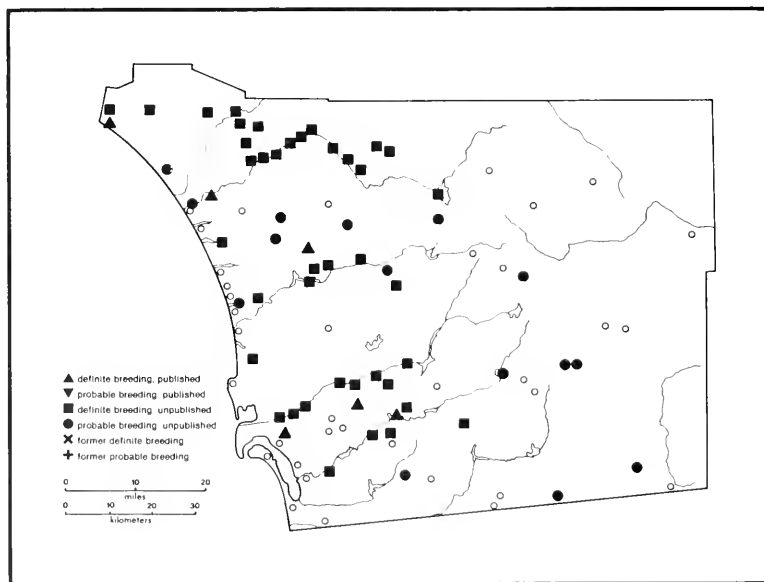 definite breeding, published
probable breeding published
definite breeding unpublished
probable breeding unpublished
former definite breeding
former probable breeding
0 10 20
miles
0 10 20 30
kilometers